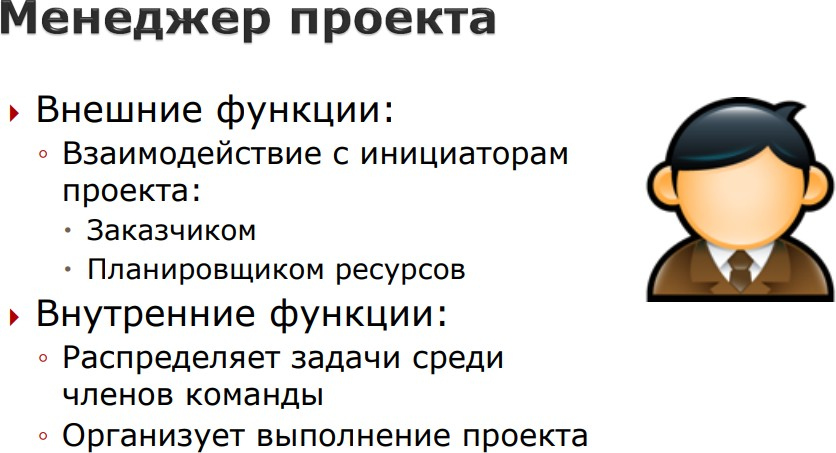 Менеджер проекта
Внешние функции:
Взаимодействие с инициаторам
проекта:
Заказчиком
Планировщиком ресурсов
Внутренние функции:
Распределяет задачи среди
членов команды
Организует выполнение проекта